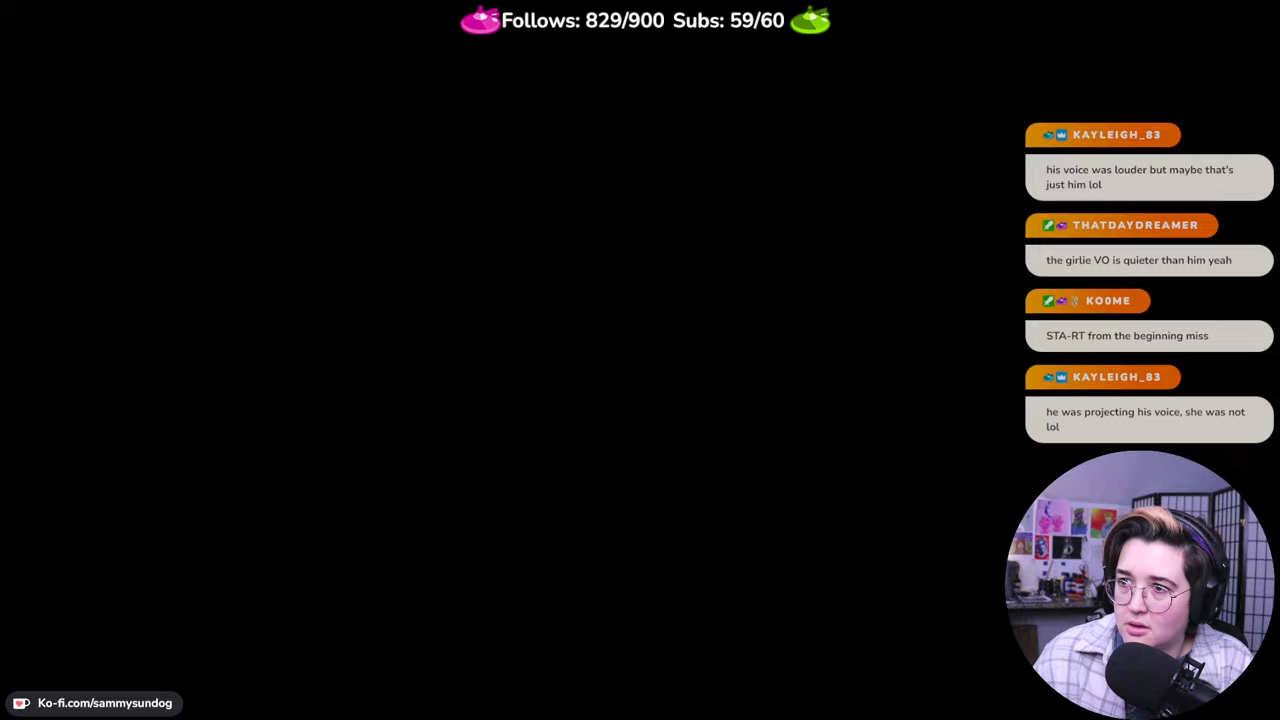 Follows: 829/900 Subs: 59/60
KAYLEIGH_83
his voice was louder but maybe that's
just him lol
THATDAYDREAMER
the girlie VO is quieter than him yeah
KO0ME
STA-RT from the beginning miss
KAYLEIGH_83
he was projecting his voice, she was not
lol
Ko-fi.com/sammysundog